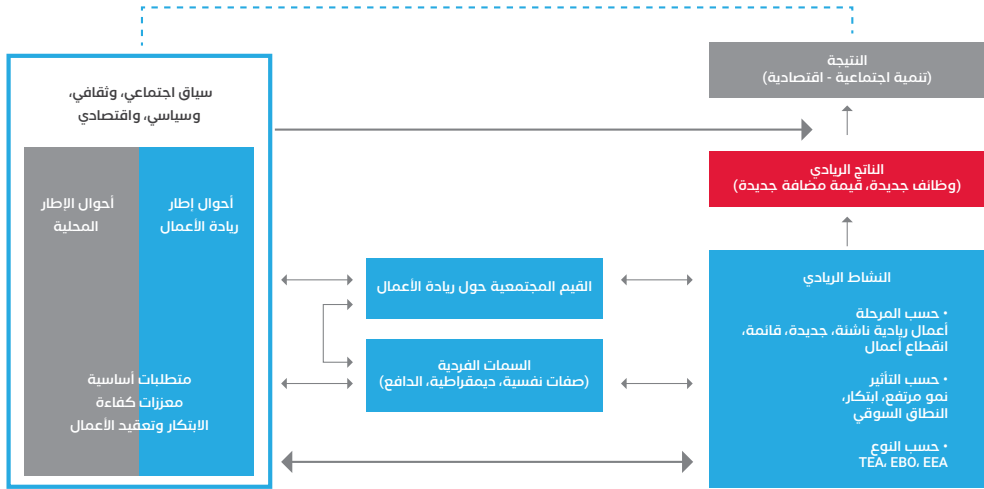 النتيجة
(تنمية اجتماعية - اقتصادية)
سياق اجتماعي، وثقافي،
وسياسي، واقتصادي
الناتج الريادي
(وظائف جديدة، قيمة مضافة جديدة)
أحوال إطار
ريادة الأعمال
أحوال الإطار
المحلية
القيم المجتمعية حول ريادة الأعمال
السمات الفردية
(صفات نفسية، ديمقراطية، الدافع)
متطلبات أساسية
معززات كفاءة
الابتكار وتعقيد الأعمال
النشاط الريادي
• حسب المرحلة
أعمال ريادية ناشئة، جديدة، قائمة،
انقطاع أعمال
• حسب التأثير
نمو مرتفع، ابتكار،
النطاق السوقي
• حسب النوع
TEA، EBO، EEA